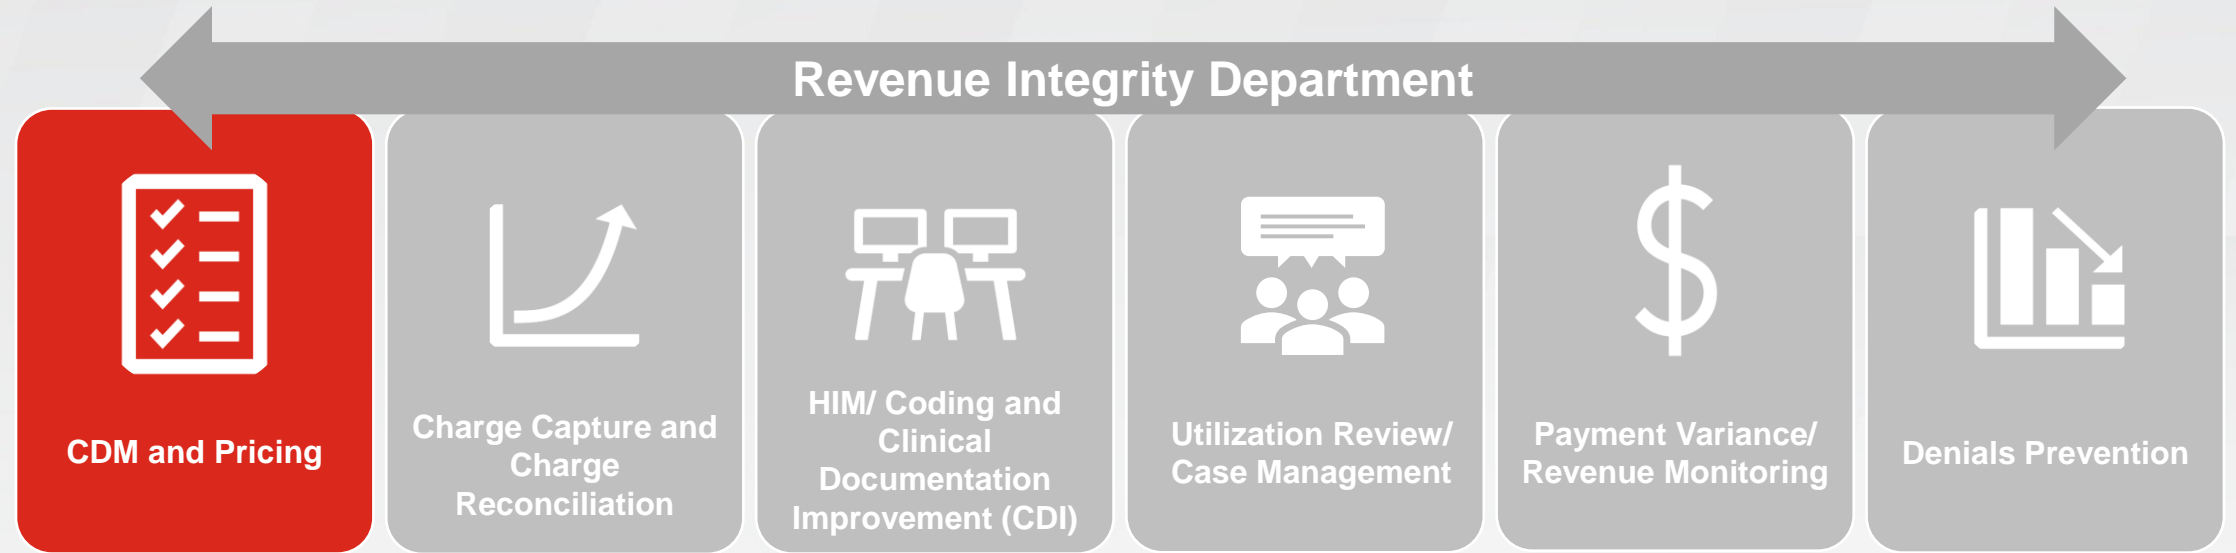 Revenue Integrity Department
CDM and Pricing
Charge Capture and
Charge
Reconciliation
HIM/ Coding and
Clinical
Documentation
Improvement (CDI)
Utilization Review/
Case Management
Payment Variance/
Revenue Monitoring
Denials Prevention